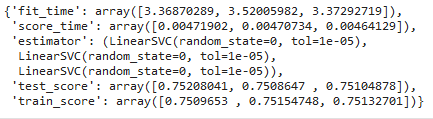 {'fit_time': array([3.36870289, 3.52005982, 3.37292719]),
'score_time': array([0.00471902, 0.00470734, 0.00464129]),
'estimator': (LinearSVC(random_state=0, tol=1e-05),
LinearSVC(random_state=0, tol=1e-05),
LinearSVC(random_state=0, tol=1e-05)),
'test_score': array([0.75208041, 0.7508647 , 0.75104878]),
'train_score': array([0.7509653 , 0.75154748, 0.75132701])}